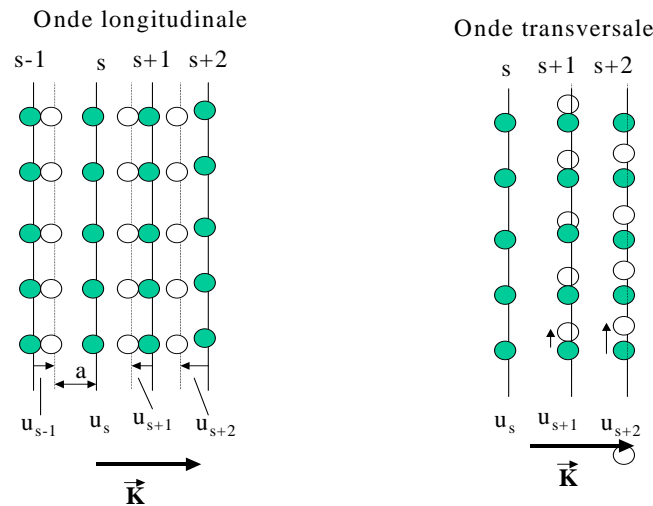 Onde longitudinale
s-1 s s+1 s+2
a
u_{s-1} u_s u_{s+1} u_{s+2}
K
Onde transversale
s s+1 s+2
u_s u_{s+1} u_{s+2}
K